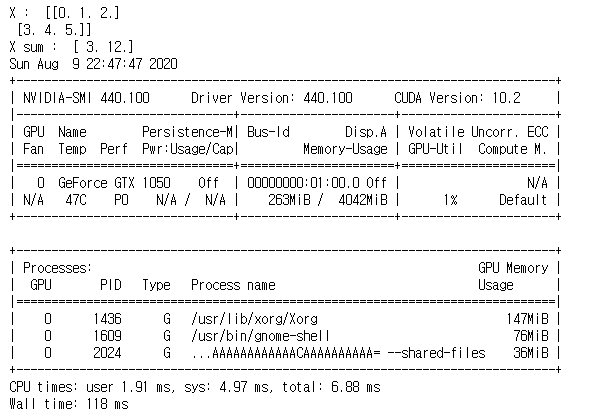 X :  [[0. 1. 2.]
 [3. 4. 5.]]
X sum :  [ 3. 12.]
Sun Aug  9 22:47:47 2020
+-----------------------------------------------------------------------------+
| NVIDIA-SMI 440.100      Driver Version: 440.100      CUDA Version: 10.2     |
|-------------------------------+----------------------+----------------------+
| GPU  Name        Persistence-M| Bus-Id        Disp.A | Volatile Uncorr. ECC |
| Fan  Temp  Perf  Pwr:Usage/Cap|         Memory-Usage | GPU-Util  Compute M. |
|===============================+======================+======================|
|   0  GeForce GTX 1050    Off  | 00000000:01:00.0 Off |                  N/A |
| N/A   47C    P0    N/A /  N/A |    263MiB /  4042MiB |      1%      Default |
+-------------------------------+----------------------+----------------------+
+-----------------------------------------------------------------------------+
| Processes:                                                       GPU Memory |
|  GPU       PID   Type   Process name                             Usage      |
|=============================================================================|
|    0      1436      G   /usr/lib/xorg/Xorg                           147MiB |
|    0      1609      G   /usr/bin/gnome-shell                          76MiB |
|    0      2024      G   ...AAAAAAAAAAAACAAAAAAAAAA= --shared-files    36MiB |
+-----------------------------------------------------------------------------+
CPU times: user 1.91 ms, sys: 4.97 ms, total: 6.88 ms
Wall time: 118 ms